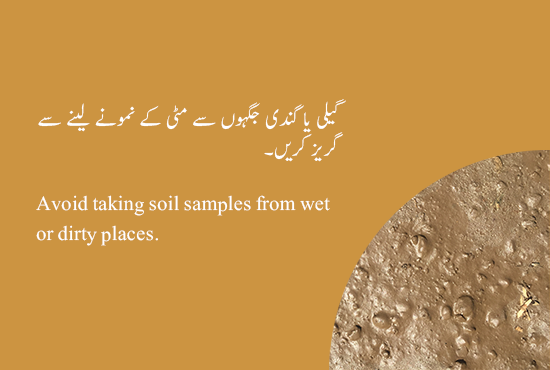 گیلی یا گندی جگہوں سے مٹی کے نمونے لینے سے
گریز کریں۔
Avoid taking soil samples from wet
or dirty places.